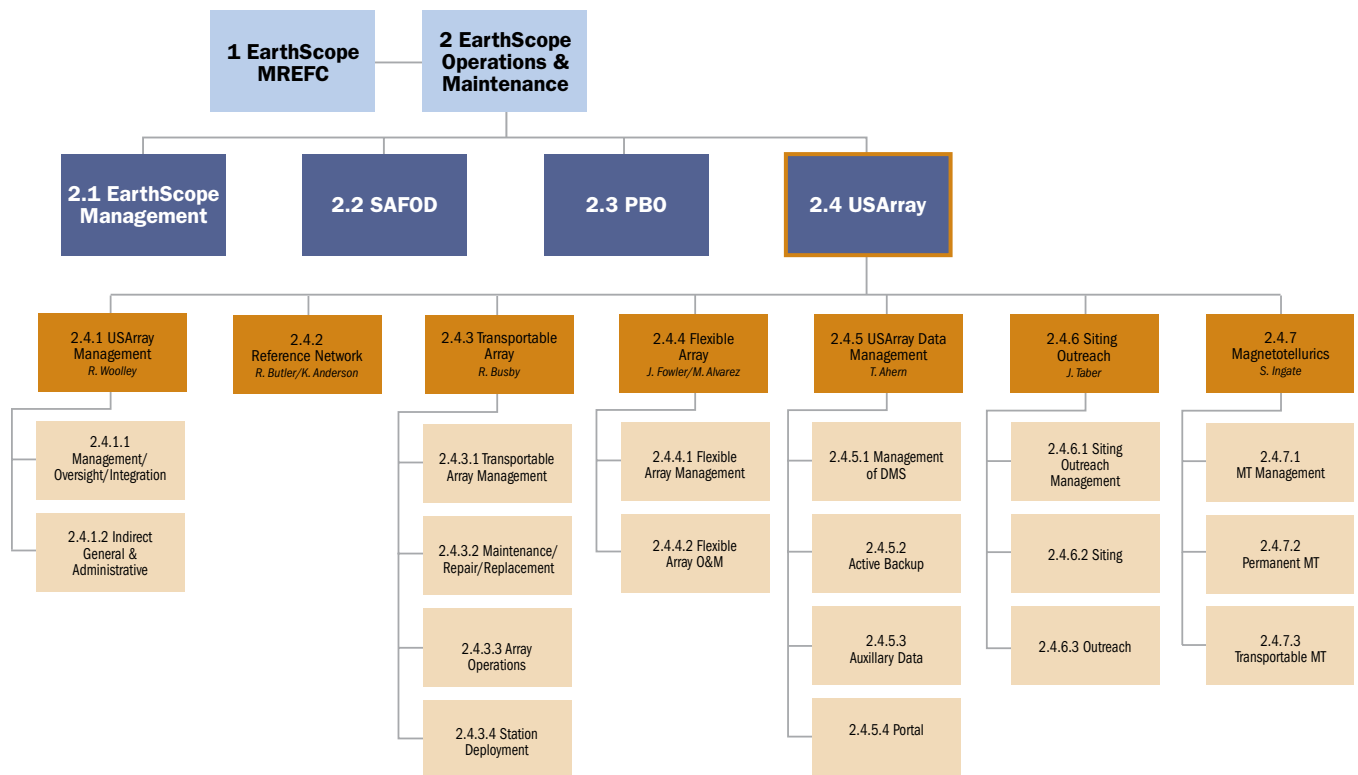 1 EarthScope
MREFC
2 EarthScope
Operations &
Maintenance
2.1 EarthScope
Management
2.2 SAFOD
2.3 PBO
2.4 USArray
2.4.1 USArray
Management
R. Woolley
2.4.2
Reference Network
R. Butler/K. Anderson
2.4.3 Transportable
Array
R. Busby
2.4.4 Flexible
Array
J. Fowler/M. Alvarez
2.4.5 USArray Data
Management
T. Ahern
2.4.6 Siting
Outreach
J. Taber
2.4.7
Magnetotellurics
S. Ingate
2.4.1.1
Management/
Oversight/Integration
2.4.1.2 Indirect
General &
Administrative
2.4.3.1 Transportable
Array Management
2.4.3.2 Maintenance/
Repair/Replacement
2.4.3.3 Array
Operations
2.4.3.4 Station
Deployment
2.4.4.1 Flexible
Array Management
2.4.4.2 Flexible
Array O&M
2.4.5.1 Management
of DMS
2.4.5.2
Active Backup
2.4.5.3
Auxillary Data
2.4.5.4 Portal
2.4.6.1 Siting
Outreach
Management
2.4.6.2 Siting
2.4.6.3 Outreach
2.4.7.1
MT Management
2.4.7.2
Permanent MT
2.4.7.3
Transportable MT